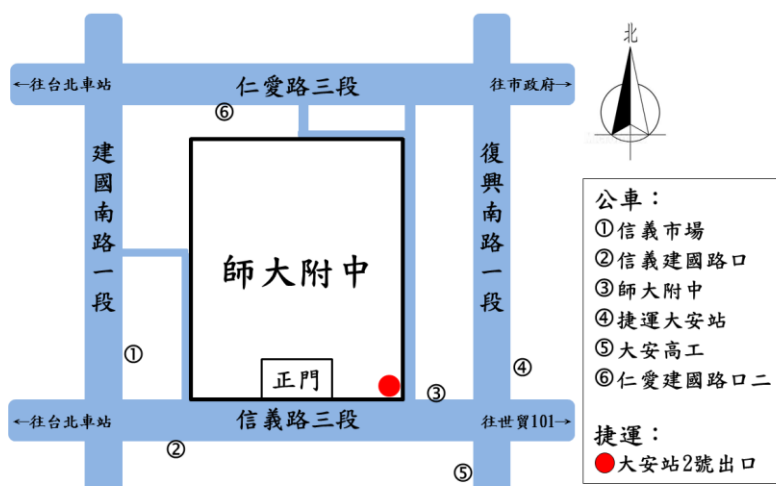 北
←往台北車站
仁愛路三段
往市政府→
⑥
建國南路一段
復興南路一段
師大附中
①
正門
④
③
←往台北車站
信義路三段
往世貿101→
②
⑤
公車：
①信義市場
②信義建國路口
③師大附中
④捷運大安站
⑤大安高工
⑥仁愛建國路口二
捷運：
大安站2號出口